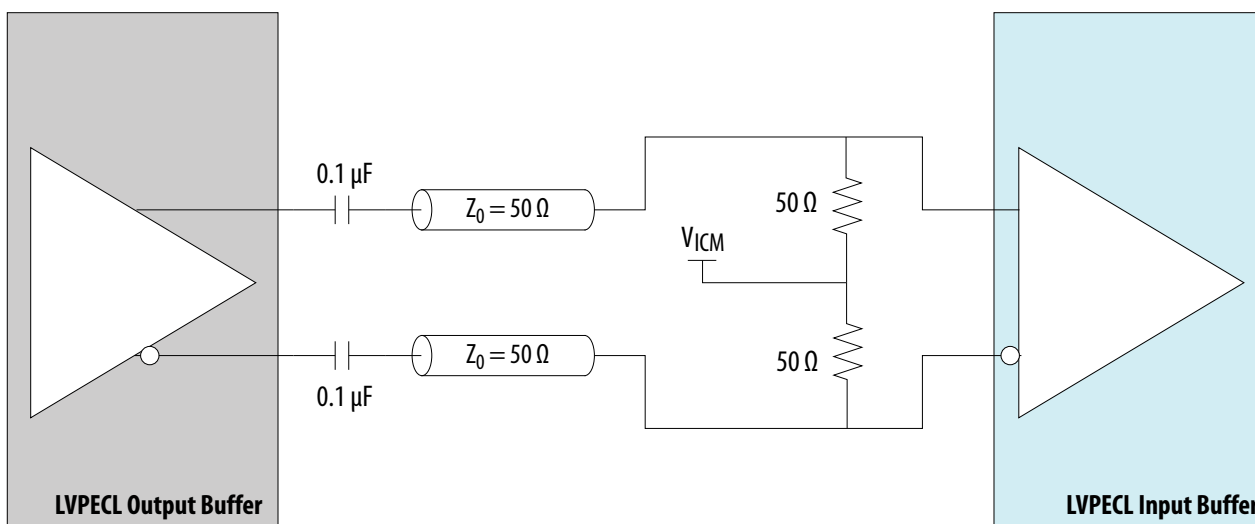 0.1 µF
Z0 = 50 Ω
50 Ω
VICM
Z0 = 50 Ω
50 Ω
0.1 µF
LVPECL Output Buffer
LVPECL Input Buffer